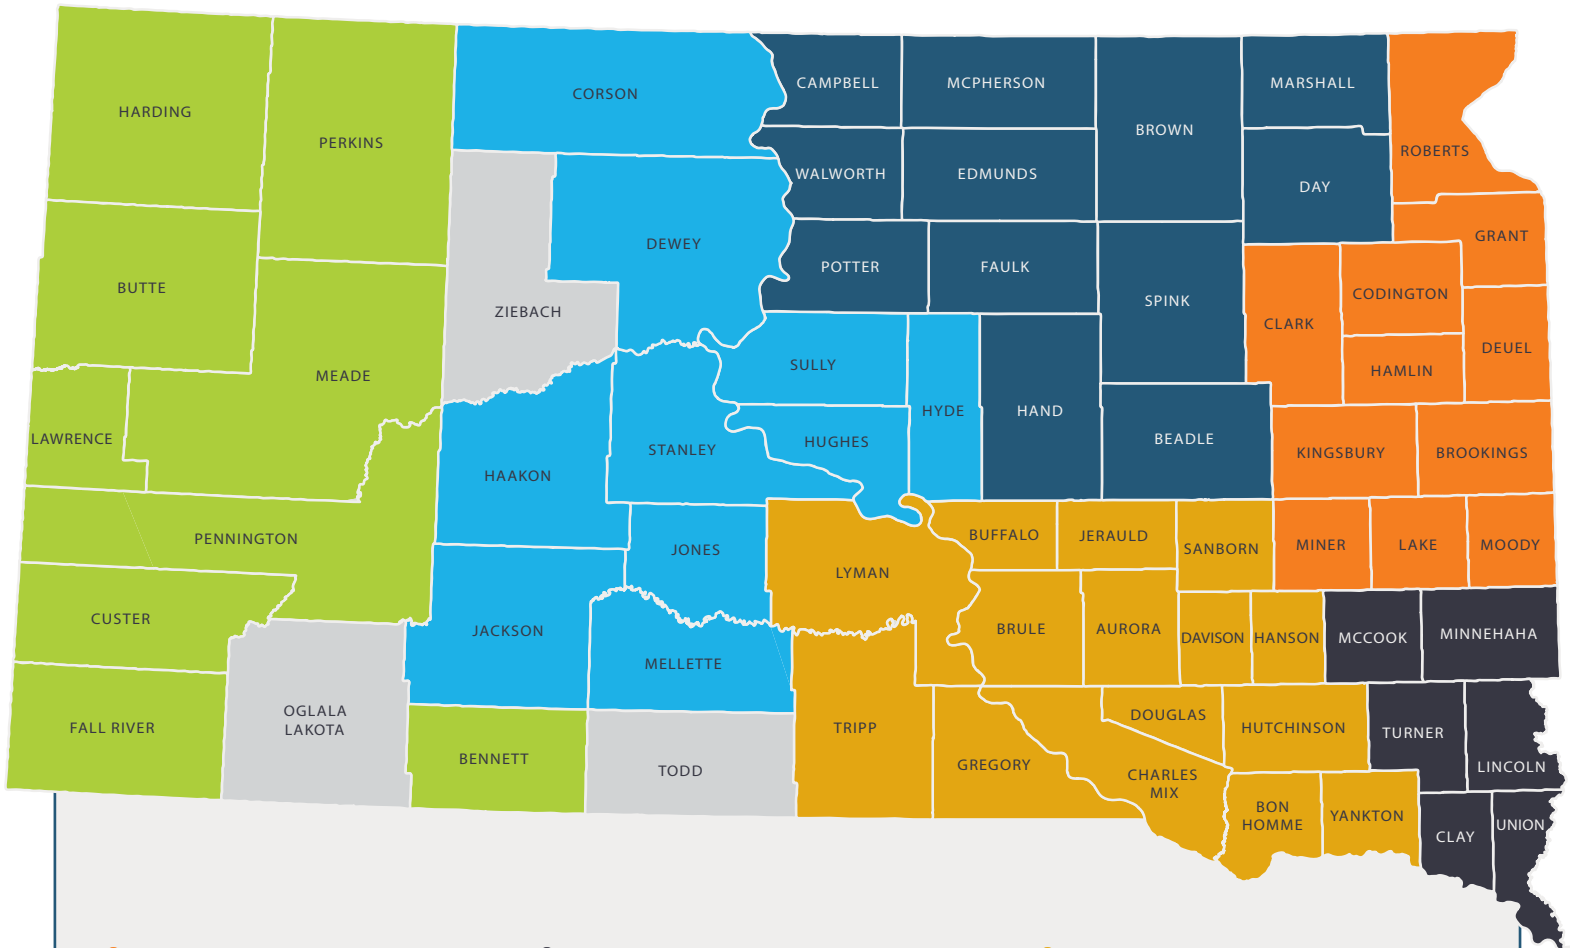 HARDING
PERKINS
CORSON
CAMPBELL
MCPHERSON
BROWN
MARSHALL
ROBERTS
WALWORTH
EDMUNDS
DAY
BUTTE
DEWEY
POTTER
FAULK
SPINK
GRANT
ZIEBACH
CLARK
CODINGTON
MEADE
SULLY
HAMLIN
DEUEL
LAWRENCE
HYDE
HAND
BEADLE
HUGHES
STANLEY
HAAKON
KINGSBURY
BROOKINGS
PENNINGTON
JONES
LYMAN
BUFFALO
JERAULD
SANBORN
MINER
LAKE
MOODY
CUSTER
JACKSON
MELLETTE
BRULE
AURORA
DAVISON
HANSON
MCCOOK
MINNEHAHA
FALL RIVER
OGLALA
LAKOTA
BENNETT
TODD
TRIPP
GREGORY
DOUGLAS
CHARLES
MIX
HUTCHINSON
TURNER
LINCOLN
BON
HOMME
YANKTON
CLAY
UNION